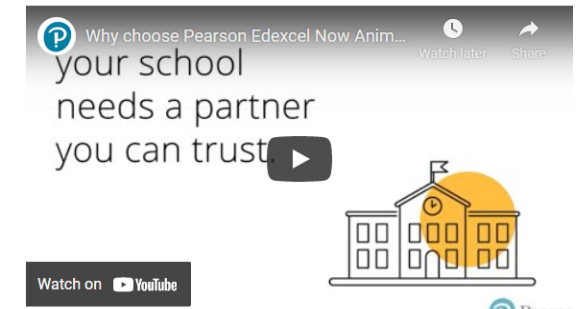 Why choose Pearson Edexcel Now Anim...
Watch later
Share
your school
needs a partner
you can trust.
Watch on YouTube